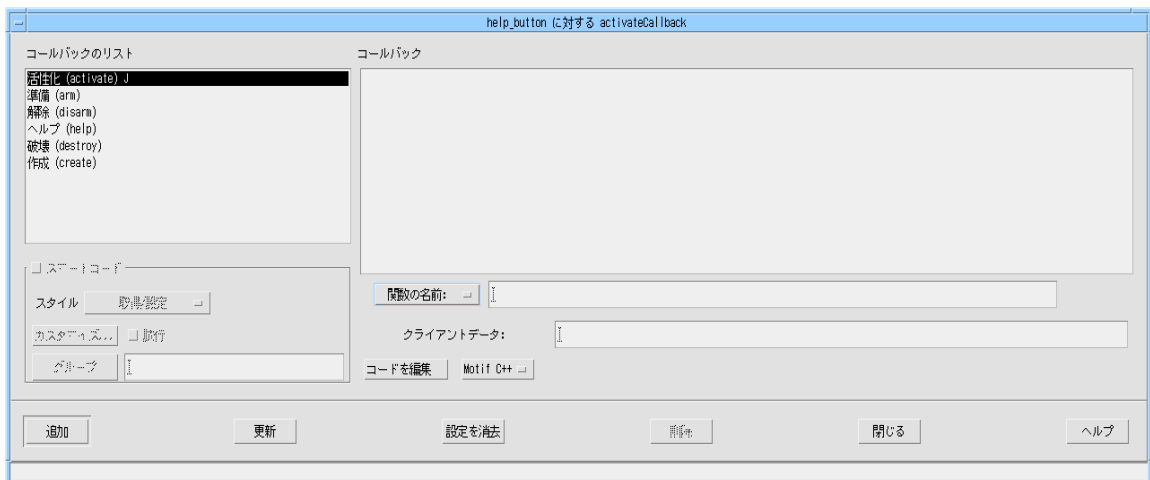 help_button に対する activateCallback
コールバックのリスト
コールバック
活性化 (activate) J
準備 (arm)
解除 (disarm)
ヘルプ (help)
破壊 (destroy)
作成 (create)
スマートコード
スタイル 取得/設定
カスタマイズ... 試行
グループ
関数の名前:
クライアントデータ:
コードを編集 Motif C++
追加 更新 設定を消去 削除 閉じる ヘルプ